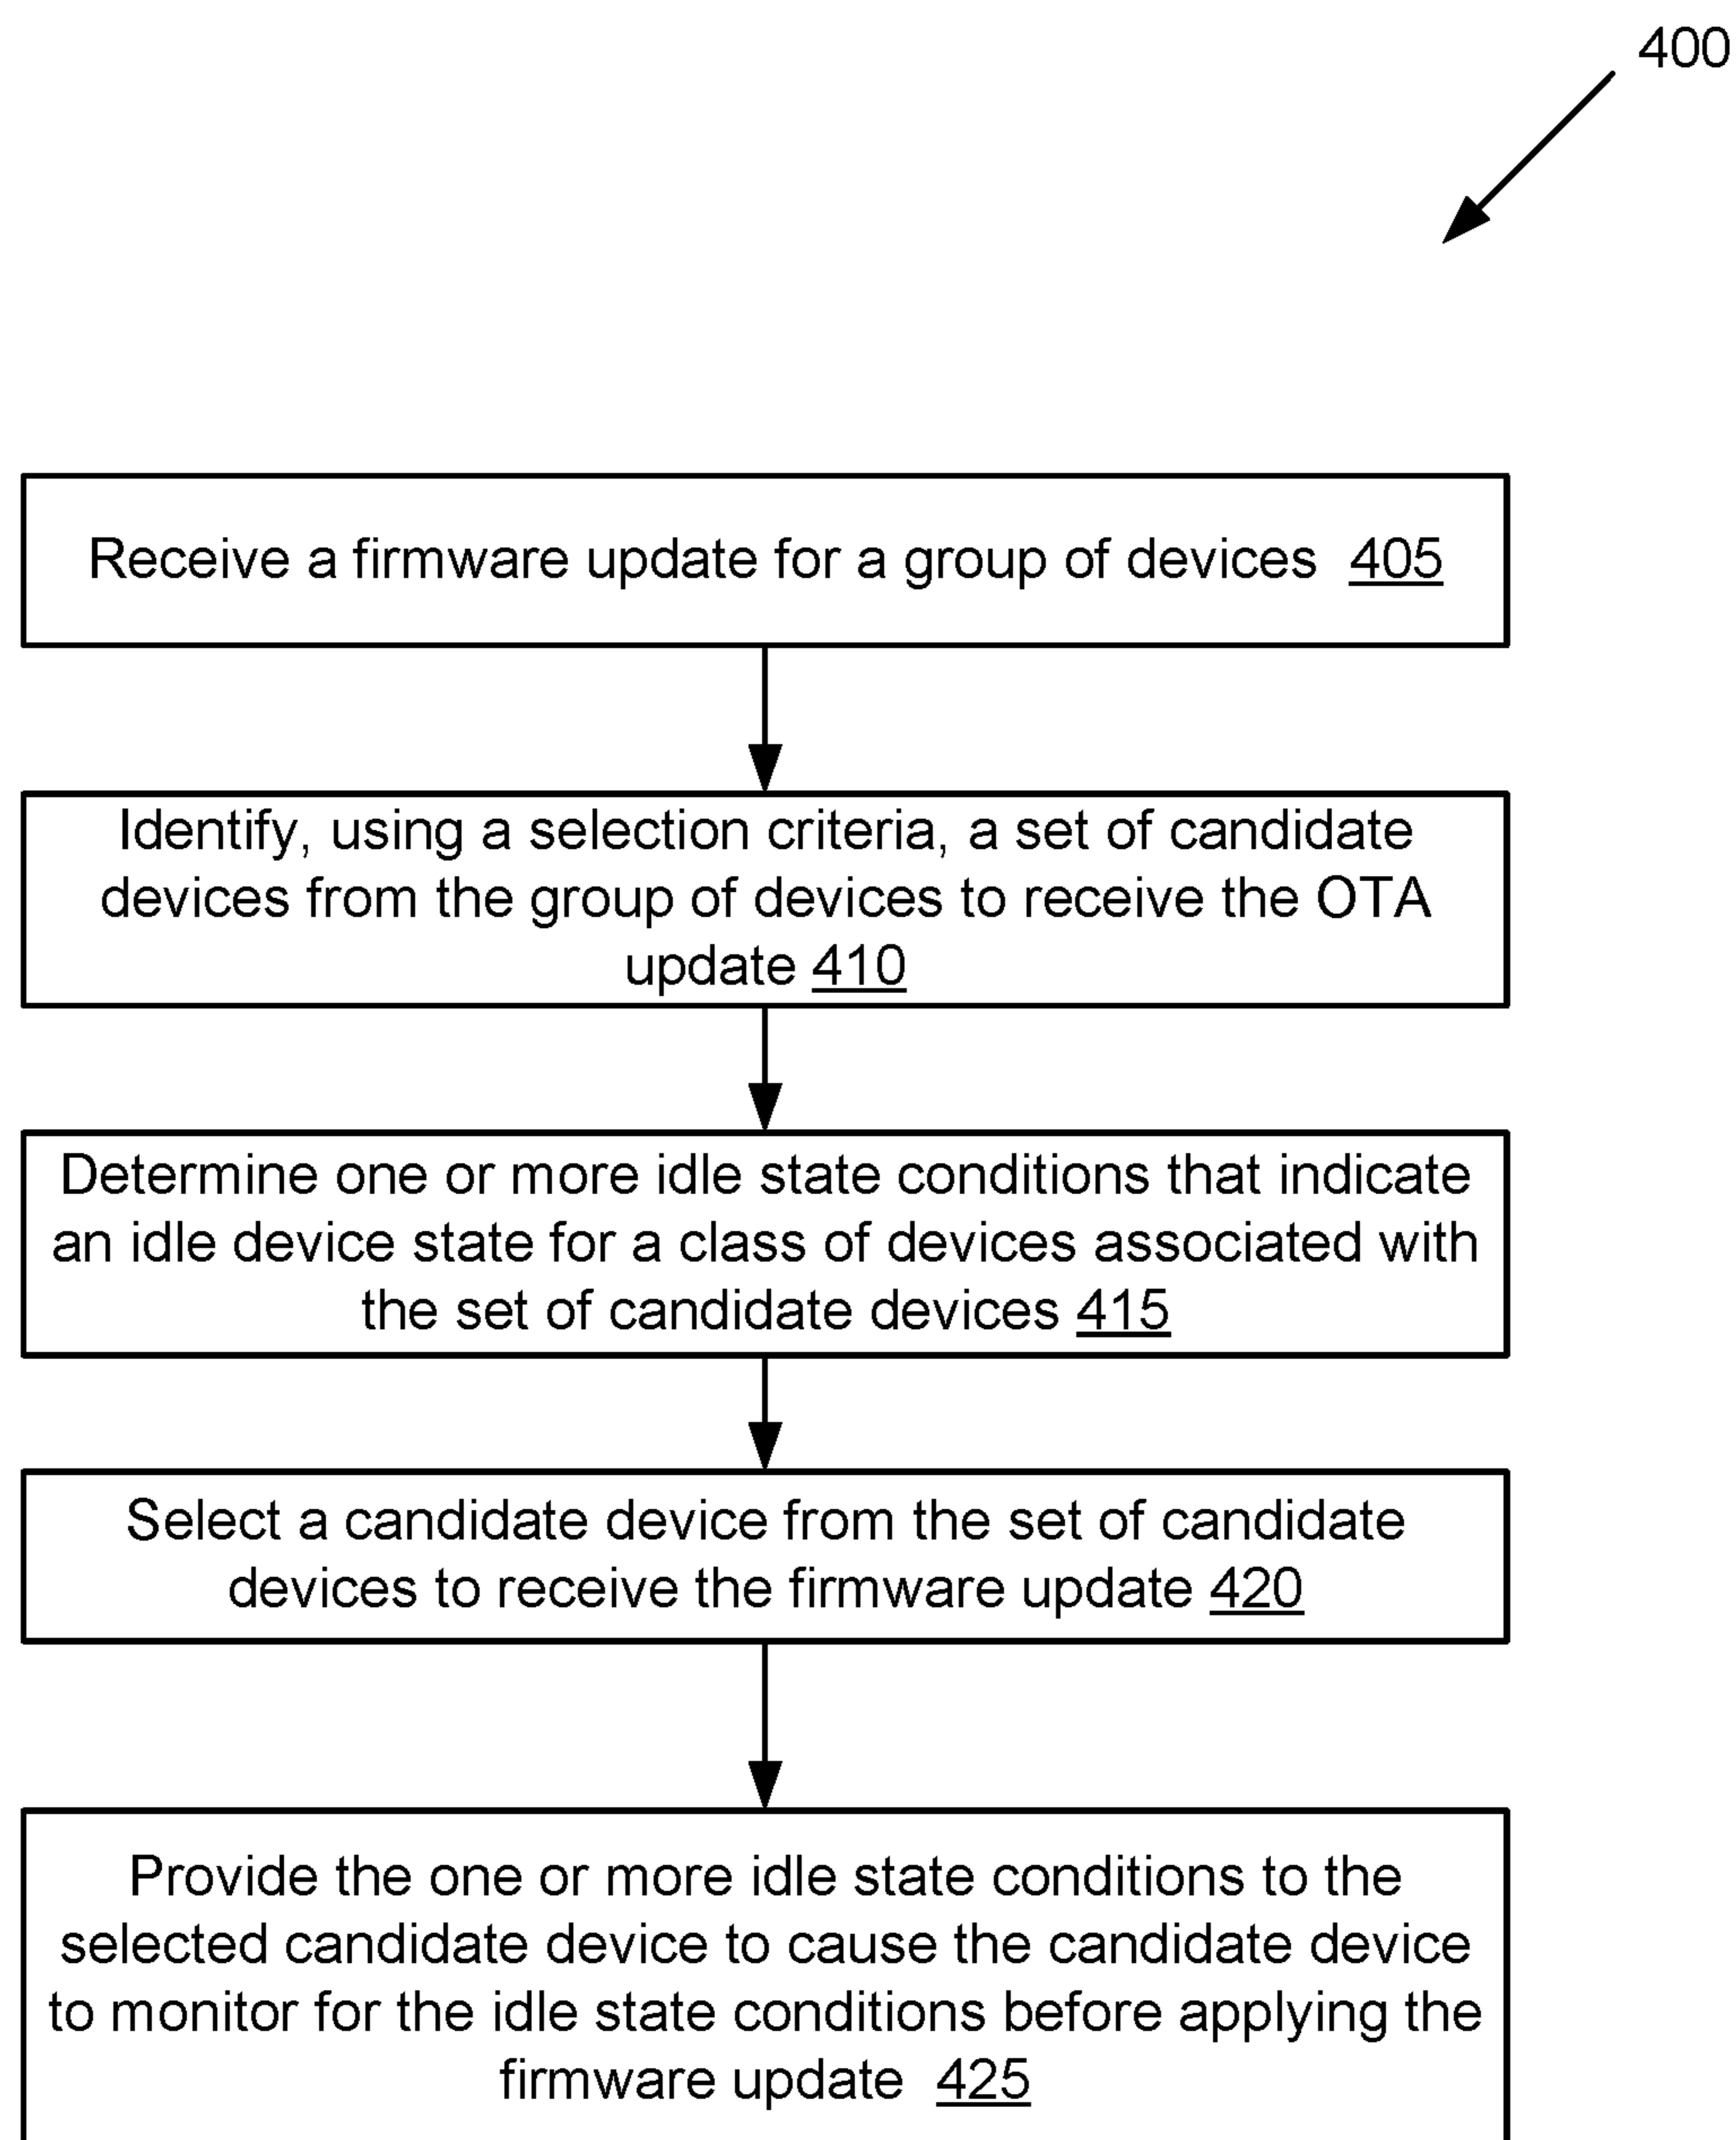 400
Receive a firmware update for a group of devices 405
Identify, using a selection criteria, a set of candidate
devices from the group of devices to receive the OTA
update 410
Determine one or more idle state conditions that indicate
an idle device state for a class of devices associated with
the set of candidate devices 415
Select a candidate device from the set of candidate
devices to receive the firmware update 420
Provide the one or more idle state conditions to the
selected candidate device to cause the candidate device
to monitor for the idle state conditions before applying the
firmware update 425